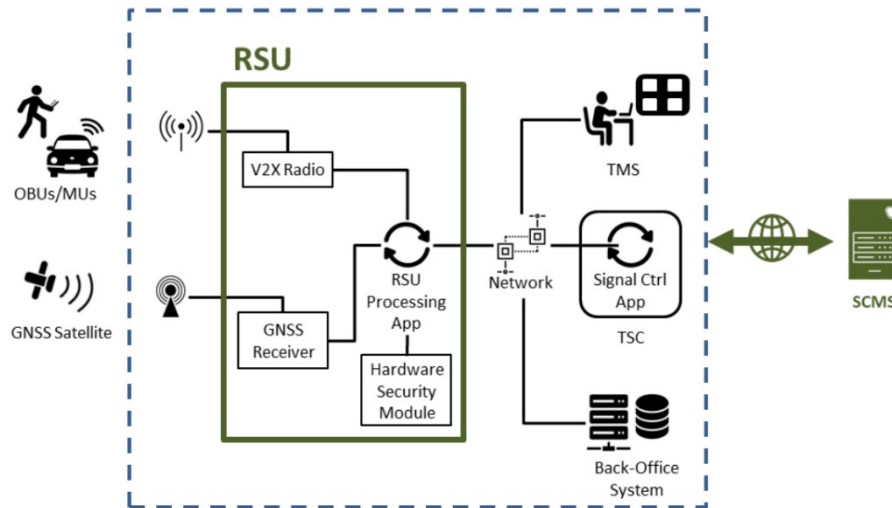 RSU
OBUs/MUs
GNSS Satellite
V2X Radio
GNSS
Receiver
RSU
Processing
App
Hardware
Security
Module
Network
TMS
Signal Ctrl
App
TSC
Back-Office
System
SCMS